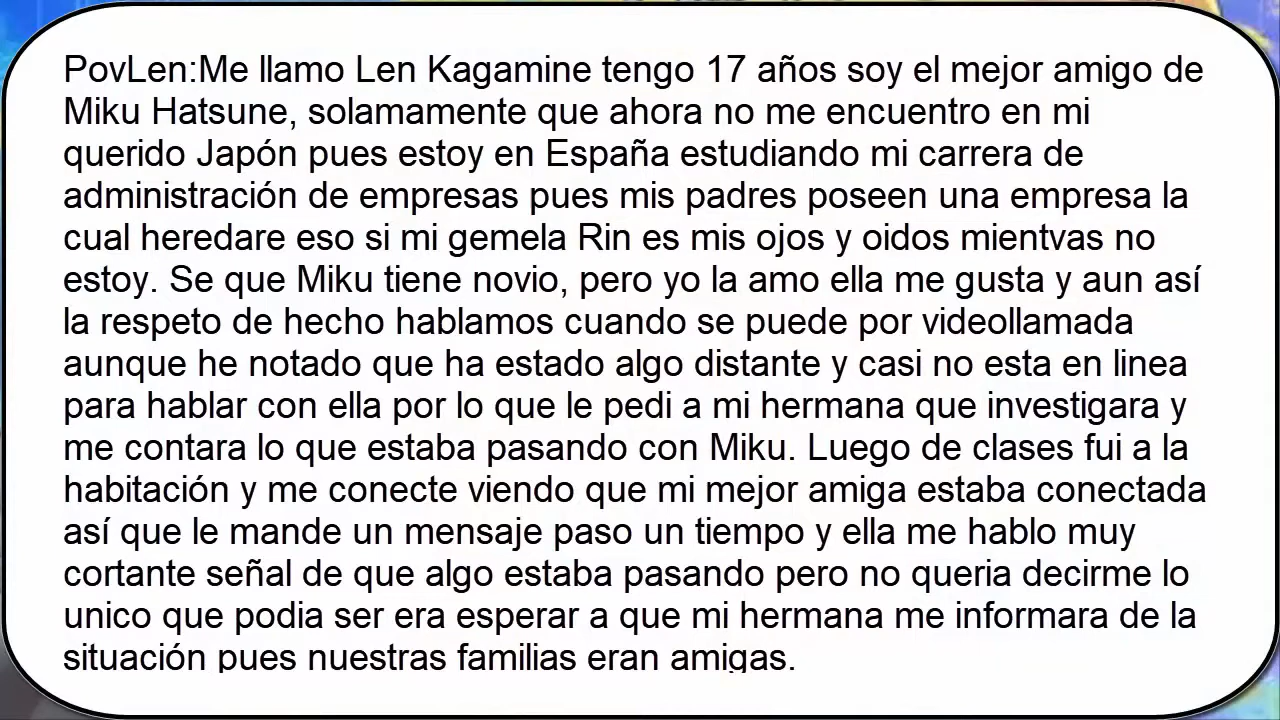 PovLen:Me llamo Len Kagamine tengo 17 años soy el mejor amigo de
Miku Hatsune, solamamente que ahora no me encuentro en mi
querido Japón pues estoy en España estudiando mi carrera de
administración de empresas pues mis padres poseen una empresa la
cual heredare eso si mi gemela Rin es mis ojos y oidos mientvas no
estoy. Se que Miku tiene novio, pero yo la amo ella me gusta y aun así
la respeto de hecho hablamos cuando se puede por videollamada
aunque he notado que ha estado algo distante y casi no esta en linea
para hablar con ella por lo que le pedi a mi hermana que investigara y
me contara lo que estaba pasando con Miku. Luego de clases fui a la
habitación y me conecte viendo que mi mejor amiga estaba conectada
así que le mande un mensaje paso un tiempo y ella me hablo muy
cortante señal de que algo estaba pasando pero no queria decirme lo
unico que podia ser era esperar a que mi hermana me informara de la
situación pues nuestras familias eran amigas.